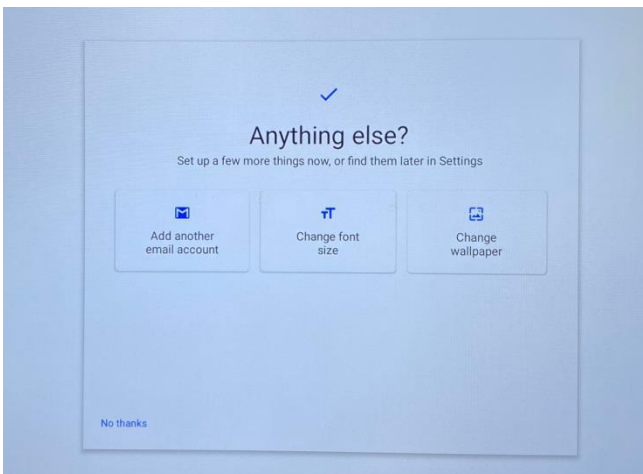 Anything else?
Set up a few more things now, or find them later in Settings
Add another
email account
Change font
size
Change
wallpaper
No thanks